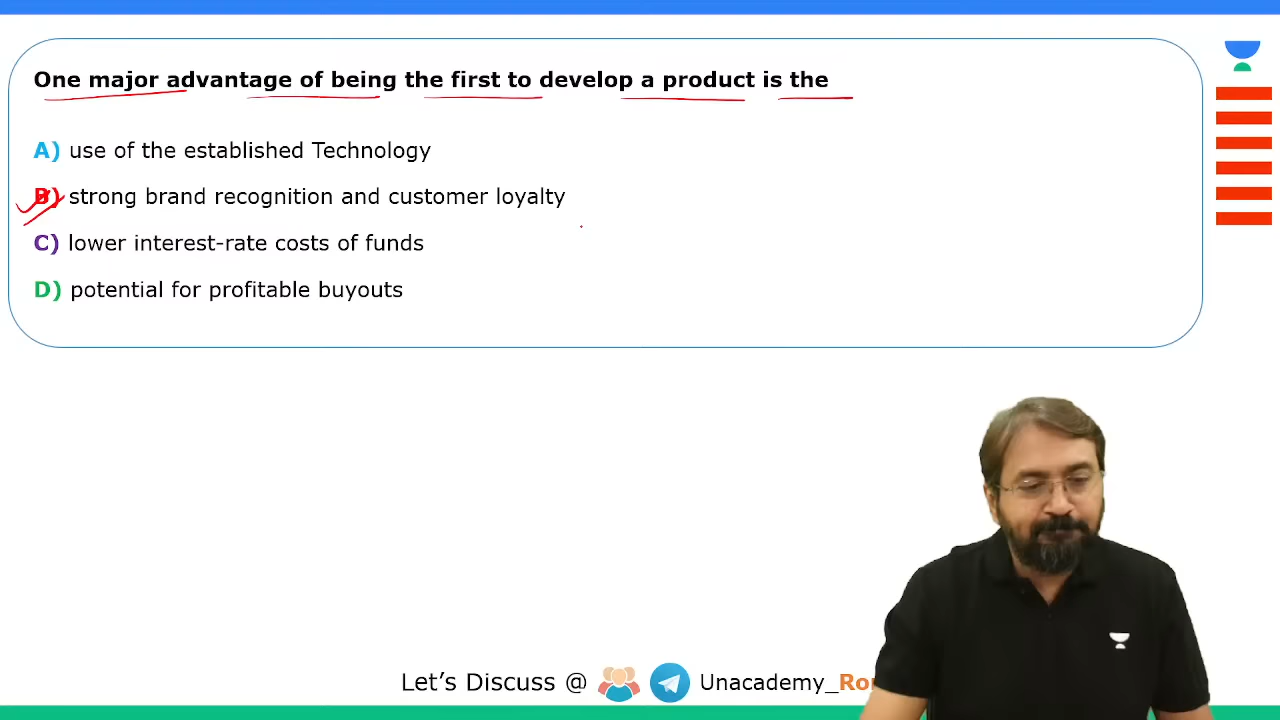 One major advantage of being the first to develop a product is the
A) use of the established Technology
B) strong brand recognition and customer loyalty
C) lower interest-rate costs of funds
D) potential for profitable buyouts
Let’s Discuss @ Unacademy_